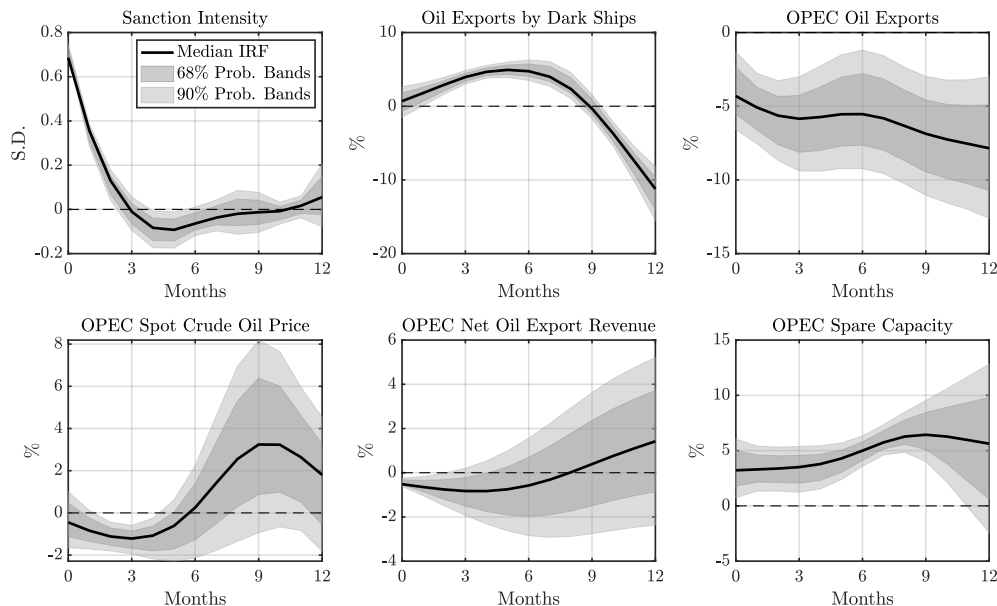 Sanction Intensity
0.8
0.6
0.4
0.2
0
-0.2
S.D.
Median IRF
68% Prob. Bands
90% Prob. Bands
0 3 6 9 12
Months
Oil Exports by Dark Ships
10
0
-10
-20
%
0 3 6 9 12
Months
OPEC Oil Exports
0
-5
-10
-15
%
0 3 6 9 12
Months
OPEC Spot Crude Oil Price
8
6
4
2
0
-2
%
0 3 6 9 12
Months
OPEC Net Oil Export Revenue
6
4
2
0
-2
-4
%
0 3 6 9 12
Months
OPEC Spare Capacity
15
10
5
0
-5
%
0 3 6 9 12
Months